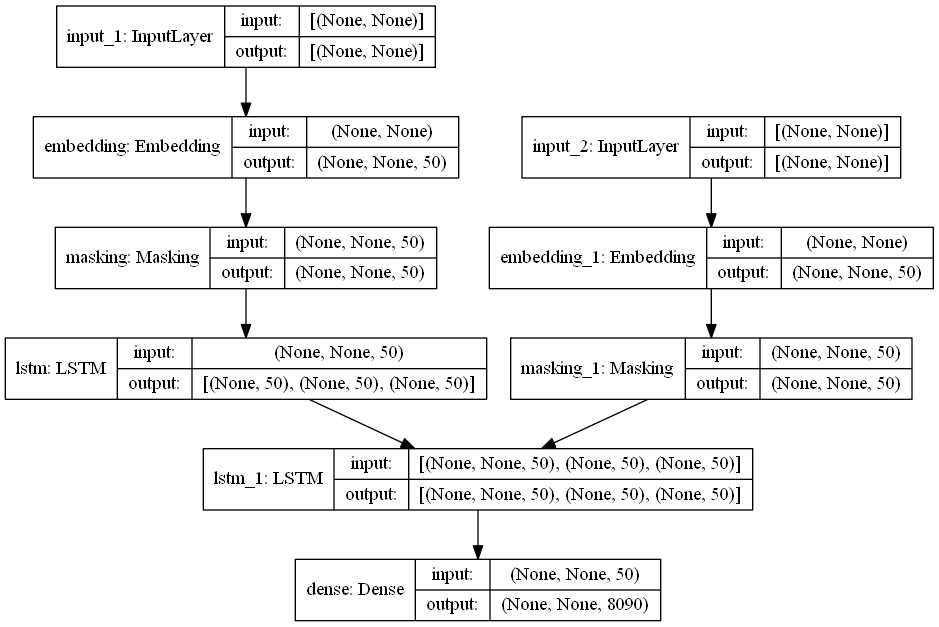 input_1: InputLayer
input: [(None, None)]
output: [(None, None)]
embedding: Embedding
input: (None, None)
output: (None, None, 50)
input_2: InputLayer
input: [(None, None)]
output: [(None, None)]
masking: Masking
input: (None, None, 50)
output: (None, None, 50)
embedding_1: Embedding
input: (None, None)
output: (None, None, 50)
lstm: LSTM
input: (None, None, 50)
output: [(None, 50), (None, 50), (None, 50)]
masking_1: Masking
input: (None, None, 50)
output: (None, None, 50)
lstm_1: LSTM
input: [(None, None, 50), (None, 50), (None, 50)]
output: [(None, None, 50), (None, 50), (None, 50)]
dense: Dense
input: (None, None, 50)
output: (None, None, 8090)